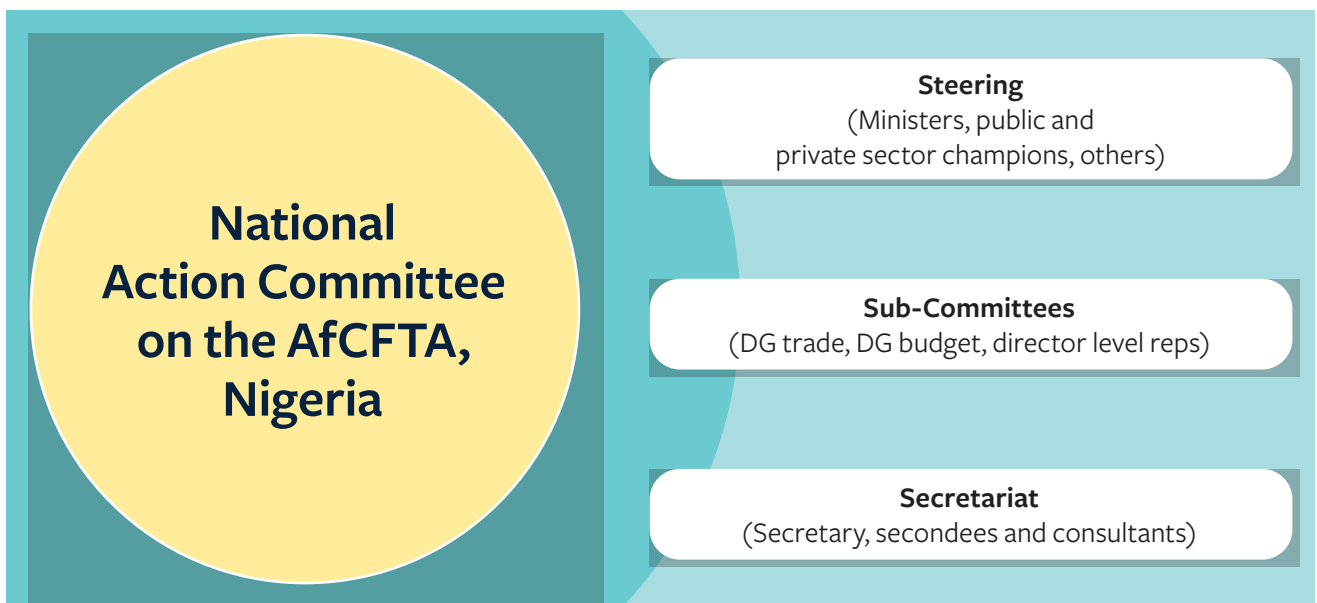 National
Action Committee
on the AfCFTA,
Nigeria
Steering
(Ministers, public and
private sector champions, others)
Sub-Committees
(DG trade, DG budget, director level reps)
Secretariat
(Secretary, secondees and consultants)